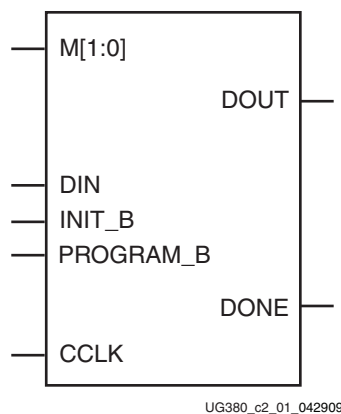 M[1:0]
DOUT
DIN
INIT_B
PROGRAM_B
DONE
CCLK
UG380_c2_01_042909